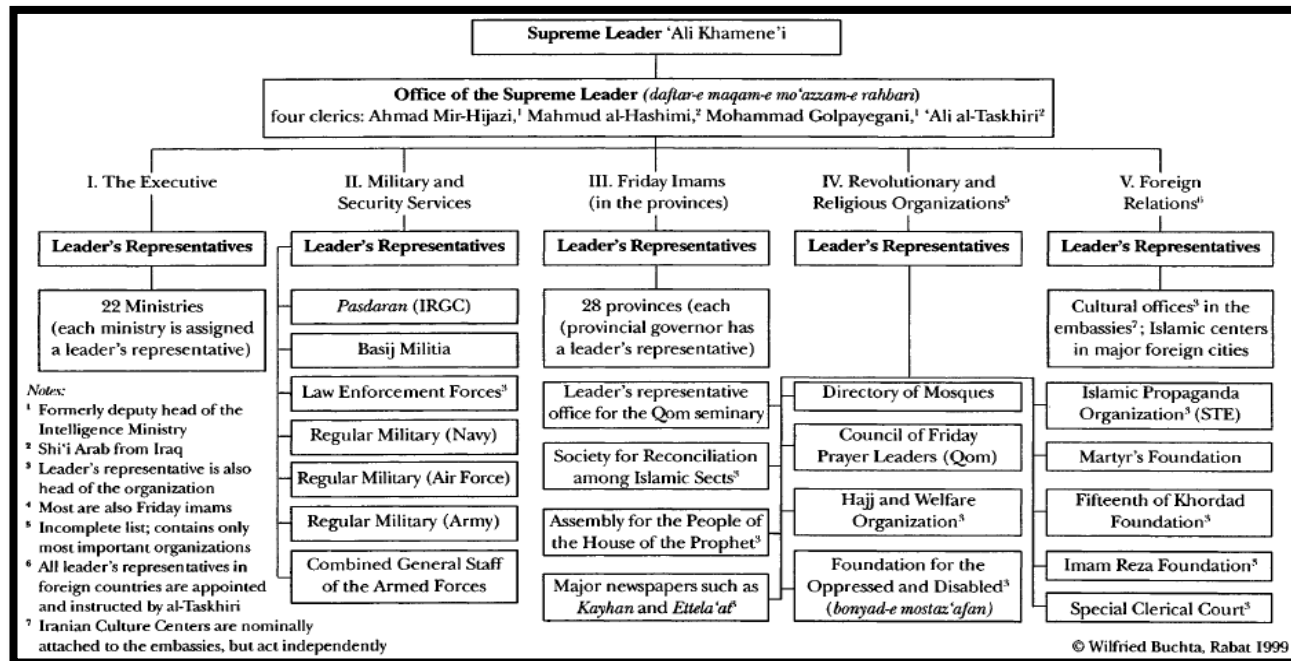 Supreme Leader ‘Ali Khamene’i
Office of the Supreme Leader (daftar-e maqam-e mo‘azzam-e rahbari)
four clerics: Ahmad Mir-Hijazi,¹ Mahmud al-Hashimi,² Mohammad Golpayegani,¹ ‘Ali al-Taskhiri²
I. The Executive
Leader’s Representatives
22 Ministries
(each ministry is assigned
a leader’s representative)
II. Military and
Security Services
Leader’s Representatives
Pasdaran (IRGC)
Basij Militia
Law Enforcement Forces³
Regular Military (Navy)
Regular Military (Air Force)
Regular Military (Army)
Combined General Staff
of the Armed Forces
III. Friday Imams
(in the provinces)
Leader’s Representatives
28 provinces (each
(provincial governor has
a leader’s representative)
IV. Revolutionary and
Religious Organizations⁵
Leader’s Representatives
Leader’s representative
office for the Qom seminary
Society for Reconciliation
among Islamic Sects³
Assembly for the People of
the House of the Prophet³
Major newspapers such as
Kayhan and Ettela‘at³
Directory of Mosques
Council of Friday
Prayer Leaders (Qom)
Hajj and Welfare
Organization³
Foundation for the
Oppressed and Disabled³
(bonyad-e mostaz‘afan)
Islamic Propaganda
Organization³ (STE)
Martyr’s Foundation
Fifteenth of Khordad
Foundation³
Imam Reza Foundation³
Special Clerical Court³
V. Foreign
Relations⁶
Leader’s Representatives
Cultural offices³ in the
embassies⁷; Islamic centers
in major foreign cities
Notes:
¹ Formerly deputy head of the
Intelligence Ministry
² Shi‘i Arab from Iraq
³ Leader’s representative is also
head of the organization
⁴ Most are also Friday imams
⁵ Incomplete list; contains only
most important organizations
⁶ All leader’s representatives in
foreign countries are appointed
and instructed by al-Taskhiri
⁷ Iranian Culture Centers are nominally
attached to the embassies, but act independently
© Wilfried Buchta, Rabat 1999